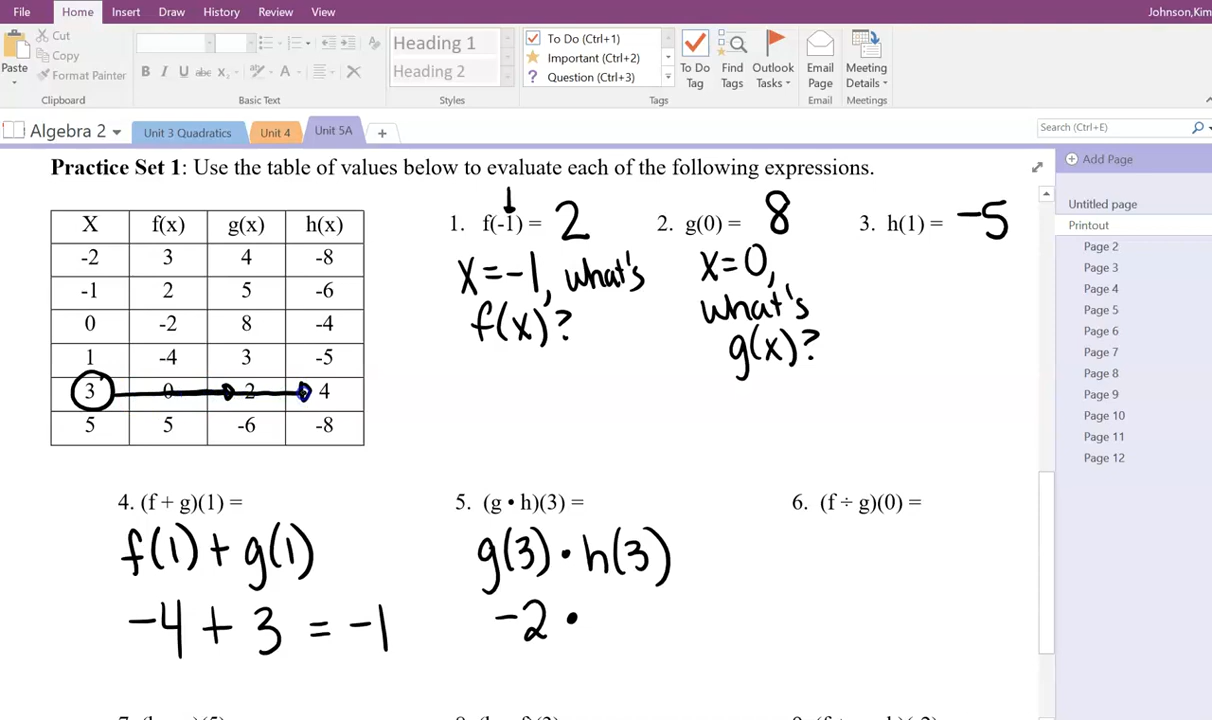 File Home Insert Draw History Review View Johnson,Kim
Paste Cut Copy Format Painter
Clipboard
B I U abc x A
Basic Text
Heading 1
Heading 2
Styles
To Do (Ctrl+1)
Important (Ctrl+2)
? Question (Ctrl+3)
To Do Tag Find Tags Outlook Tasks
Tags
Email Page
Email
Meeting Details
Meetings
Algebra 2 Unit 3 Quadratics Unit 4 Unit 5A + Search (Ctrl+E)
Practice Set 1: Use the table of values below to evaluate each of the following expressions.
X f(x) g(x) h(x)
-2 3 4 -8
-1 2 5 -6
0 -2 8 -4
1 -4 3 -5
3 0 -2 4
5 5 -6 -8
1. f(-1) = 2
x=-1, what's
f(x)?
2. g(0) = 8
x=0,
what's
g(x)?
3. h(1) = -5
4. (f + g)(1) =
f(1)+g(1)
-4 + 3 = -1
5. (g • h)(3) =
g(3) • h(3)
-2 •
6. (f ÷ g)(0) =
Add Page
Untitled page
Printout
Page 2
Page 3
Page 4
Page 5
Page 6
Page 7
Page 8
Page 9
Page 10
Page 11
Page 12